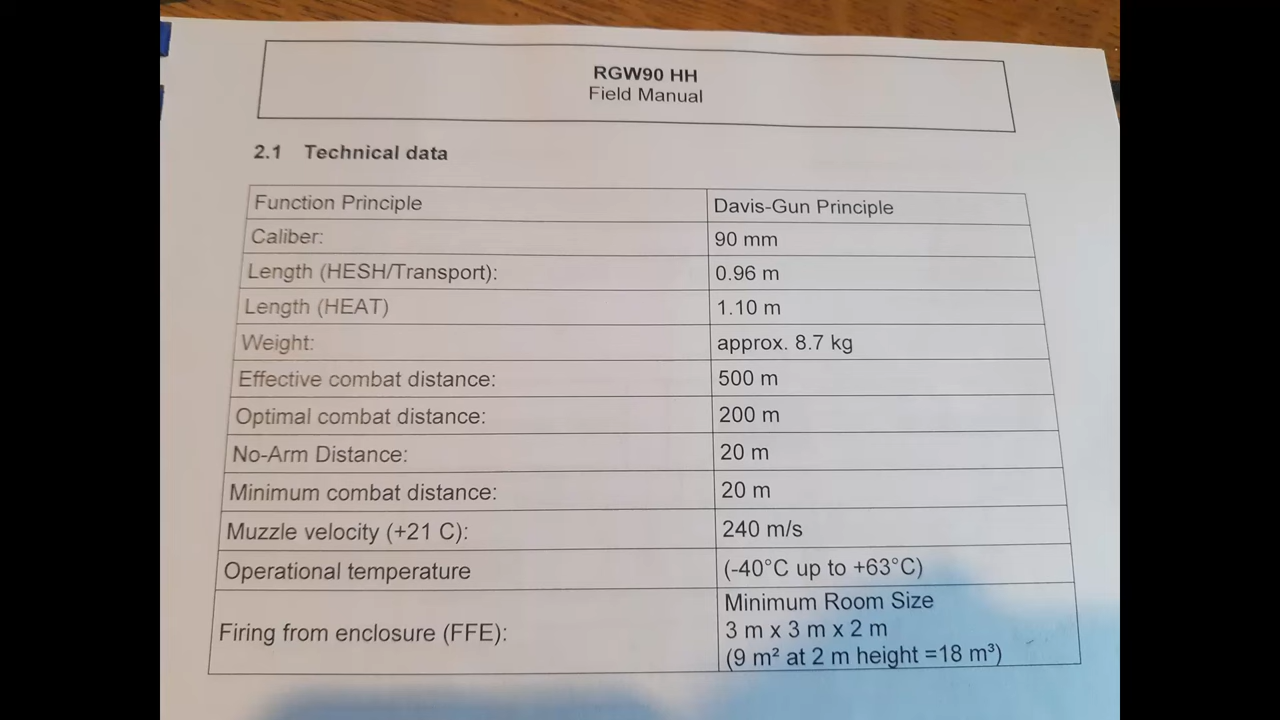 RGW90 HH
Field Manual
2.1 Technical data
Function Principle Davis-Gun Principle
Caliber: 90 mm
Length (HESH/Transport): 0.96 m
Length (HEAT) 1.10 m
Weight: approx. 8.7 kg
Effective combat distance: 500 m
Optimal combat distance: 200 m
No-Arm Distance: 20 m
Minimum combat distance: 20 m
Muzzle velocity (+21 C): 240 m/s
Operational temperature (-40°C up to +63°C)
Firing from enclosure (FFE): Minimum Room Size
3 m x 3 m x 2 m
(9 m² at 2 m height =18 m³)